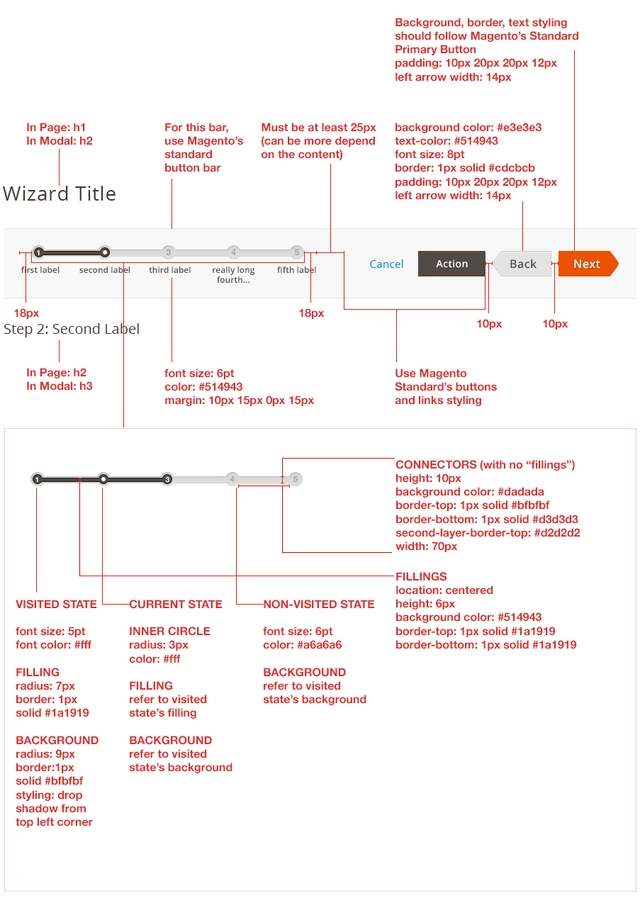 Background, border, text styling
should follow Magento's Standard
Primary Button
padding: 10px 20px 20px 12px
left arrow width: 14px
In Page: h1
In Modal: h2
For this bar,
use Magento's
standard
button bar
Must be at least 25px
(can be more depend
on the content)
background color: #e3e3e3
text-color: #514943
font size: 8pt
border: 1px solid #cdcbcb
padding: 10px 20px 20px 12px
left arrow width: 14px
Wizard Title
1 3 4 5
first label second label third label really long
fourth... fifth label
Cancel Action Back Next
18px 18px
10px 10px
Step 2: Second Label
In Page: h2
In Modal: h3
font size: 6pt
color: #514943
margin: 10px 15px 0px 15px
Use Magento
Standard's buttons
and links styling
1 3 4 5
CONNECTORS (with no “fillings”)
height: 10px
background color: #dadada
border-top: 1px solid #bfbfbf
border-bottom: 1px solid #d3d3d3
second-layer-border-top: #d2d2d2
width: 70px
FILLINGS
location: centered
height: 6px
background color: #514943
border-top: 1px solid #1a1919
border-bottom: 1px solid #1a1919
VISITED STATE
font size: 5pt
font color: #fff
FILLING
radius: 7px
border: 1px
solid #1a1919
BACKGROUND
radius: 9px
border:1px
solid #bfbfbf
styling: drop
shadow from
top left corner
CURRENT STATE
INNER CIRCLE
radius: 3px
color: #fff
FILLING
refer to visited
state's filling
BACKGROUND
refer to visited
state's background
NON-VISITED STATE
font size: 6pt
color: #a6a6a6
BACKGROUND
refer to visited
state's background